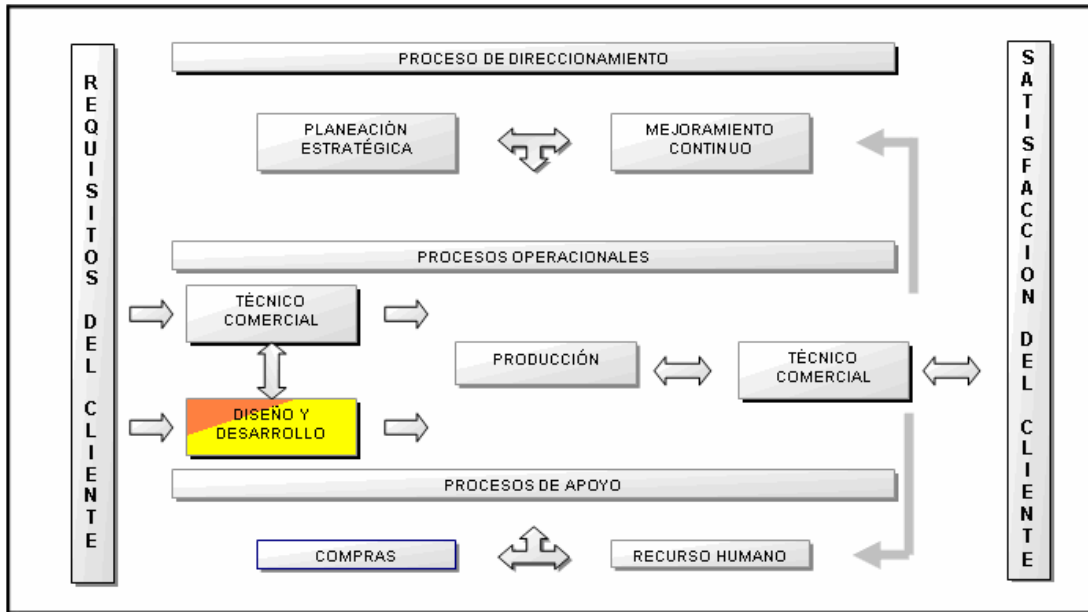 REQUISITOS DEL CLIENTE
PROCESO DE DIRECCIONAMIENTO
PLANEACIÓN
ESTRATÉGICA
MEJORAMIENTO
CONTINUO
PROCESOS OPERACIONALES
TÉCNICO
COMERCIAL
DISEÑO Y
DESARROLLO
PRODUCCIÓN
TÉCNICO
COMERCIAL
PROCESOS DE APOYO
COMPRAS
RECURSO HUMANO
SATISFACCION DEL CLIENTE